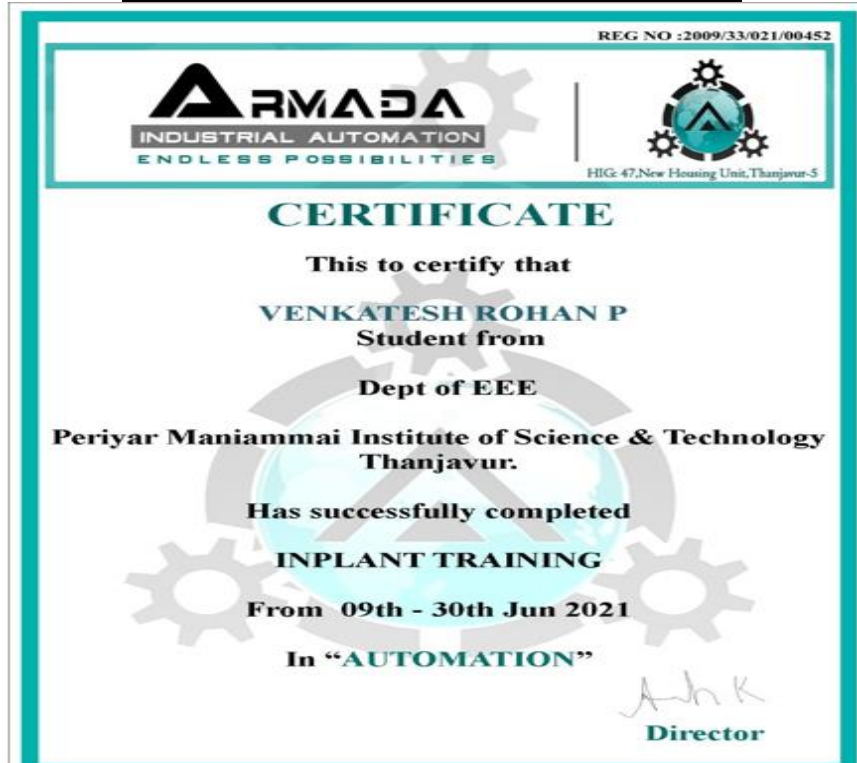 REG NO :2009/33/021/00452
ARMADA
INDUSTRIAL AUTOMATION
ENDLESS POSSIBILITIES
HIG: 47,New Housing Unit,Thanjavur-5
CERTIFICATE
This to certify that
VENKATESH ROHAN P
Student from
Dept of EEE
Periyar Maniammai Institute of Science & Technology
Thanjavur.
Has successfully completed
INPLANT TRAINING
From 09th - 30th Jun 2021
In “AUTOMATION”
Director